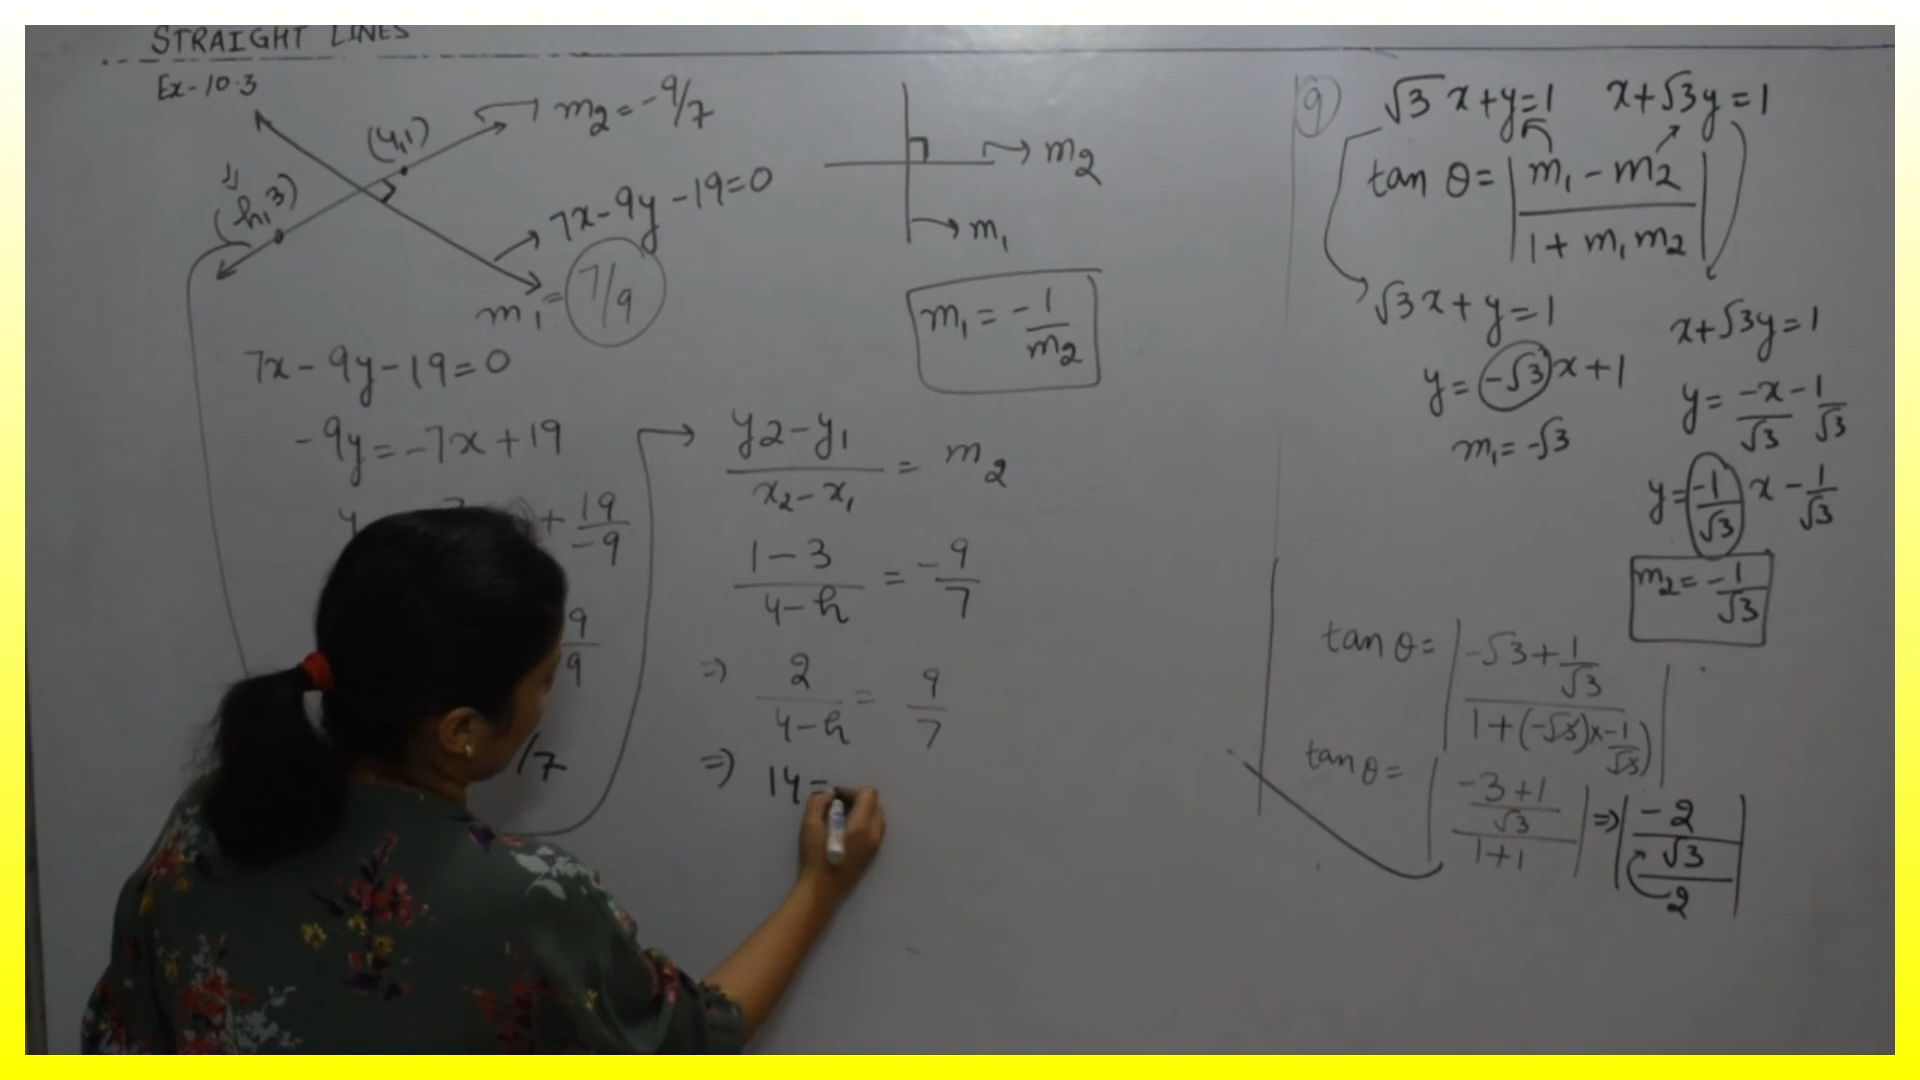 STRAIGHT LINES
Ex-10.3
(4,1)
m2 = -9/7
(h,3)
7x-9y-19=0
m1 = 7/9
m2
m1
m1 = -1/m2
7x-9y-19=0
-9y=-7x+19
y + 19/-9
9/9
/7
y2-y1/x2-x1 = m2
1-3/4-h = -9/7
=) 2/4-h = 9/7
=) 14=
9 √3x+y=1 x+√3y=1
tan θ= |m1-m2/1+m1m2|
√3x+y=1
y=-√3x+1
m1=-√3
x+√3y=1
y= -x/√3 - 1/√3
y= -1/√3 x - 1/√3
m2= -1/√3
tan θ= |-√3+1/√3/1+(-√3)x-1/√3)|
tan θ= |-3+1/√3/1+1| => |-2/√3/2|